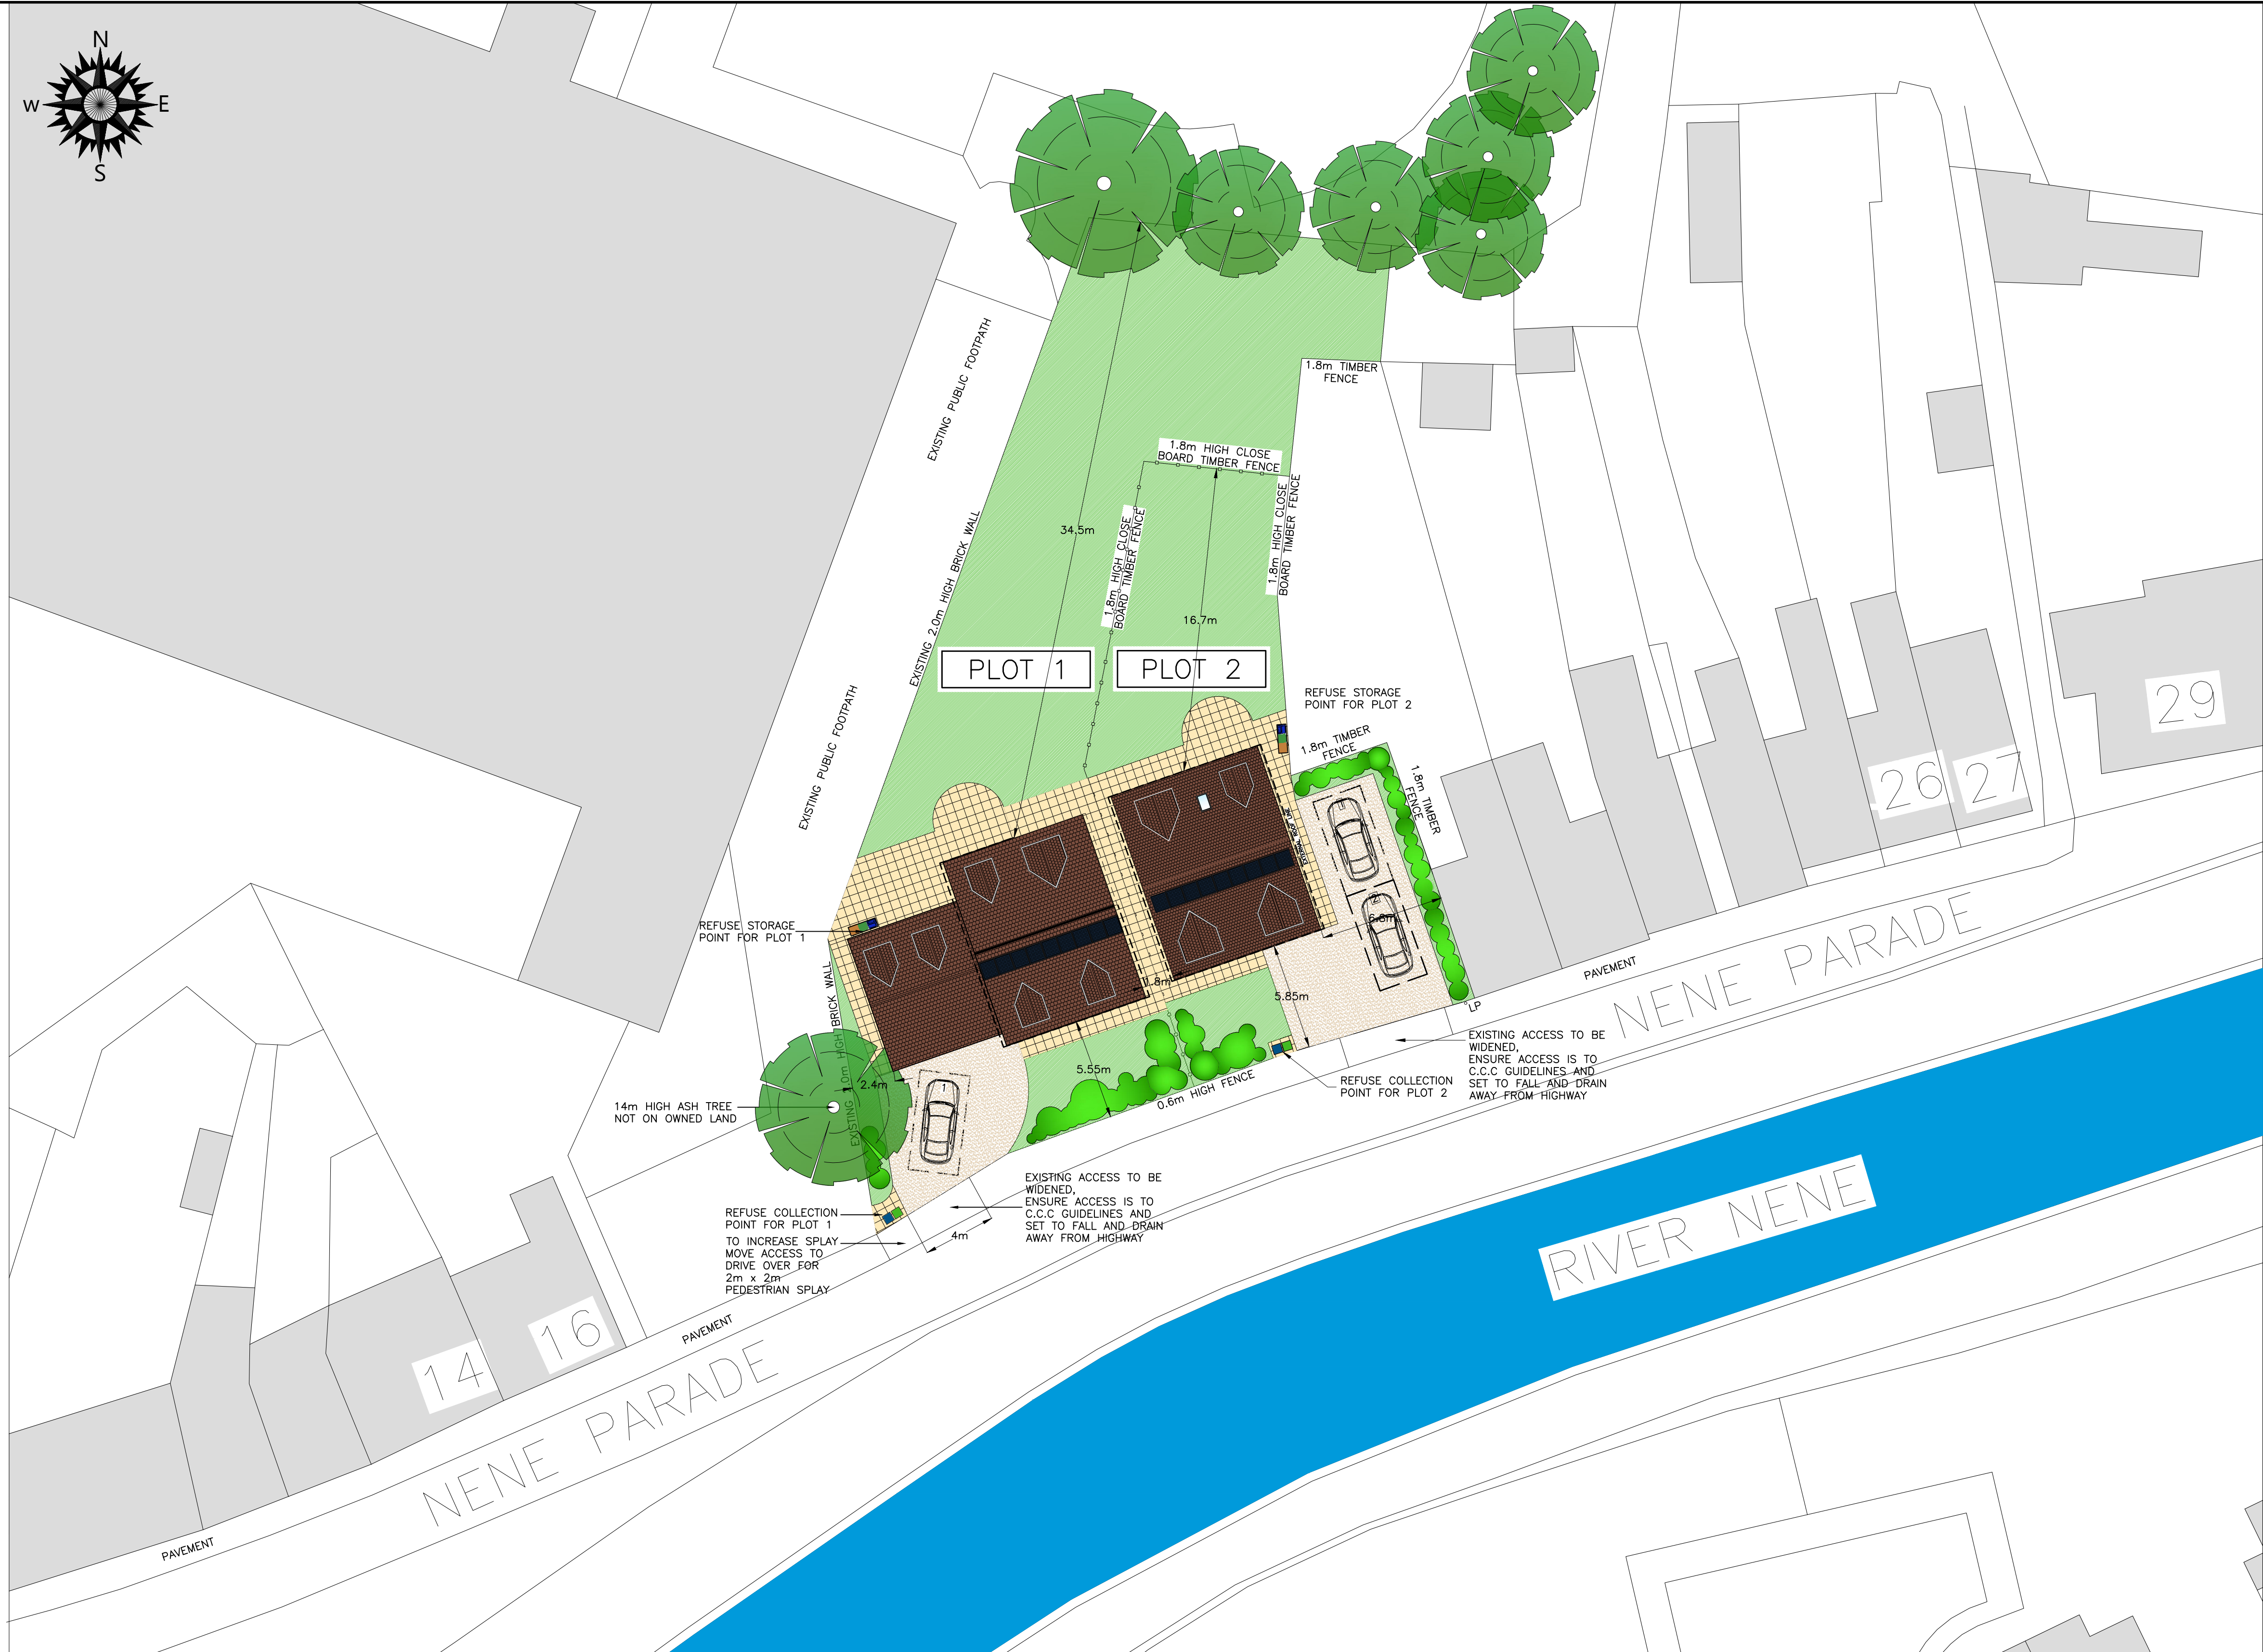 N
W
E
S
EXISTING PUBLIC FOOTPATH
1.8m TIMBER
FENCE
1.8m HIGH CLOSE
BOARD TIMBER FENCE
1.8m HIGH CLOSE
BOARD TIMBER FENCE
1.8m HIGH CLOSE
BOARD TIMBER FENCE
34.5m
EXISTING 2.0m HIGH BRICK WALL
16.7m
PLOT 1
PLOT 2
EXISTING PUBLIC FOOTPATH
REFUSE STORAGE
POINT FOR PLOT 2
1.8m TIMBER
FENCE
1.8m TIMBER
FENCE
29
26
27
1
2
6.8m
REFUSE STORAGE
POINT FOR PLOT 1
1.8m
5.85m
LP
PAVEMENT
NENE PARADE
EXISTING ACCESS TO BE
WIDENED,
ENSURE ACCESS IS TO
C.C.C GUIDELINES AND
SET TO FALL AND DRAIN
AWAY FROM HIGHWAY
REFUSE COLLECTION
POINT FOR PLOT 2
0.6m HIGH FENCE
5.55m
2.4m
1
14m HIGH ASH TREE
NOT ON OWNED LAND
EXISTING 2.0m HIGH BRICK WALL
EXISTING ACCESS TO BE
WIDENED,
ENSURE ACCESS IS TO
C.C.C GUIDELINES AND
SET TO FALL AND DRAIN
AWAY FROM HIGHWAY
4m
REFUSE COLLECTION
POINT FOR PLOT 1
TO INCREASE SPLAY
MOVE ACCESS TO
DRIVE OVER FOR
2m x 2m
PEDESTRIAN SPLAY
RIVER NENE
14
16
PAVEMENT
NENE PARADE
PAVEMENT